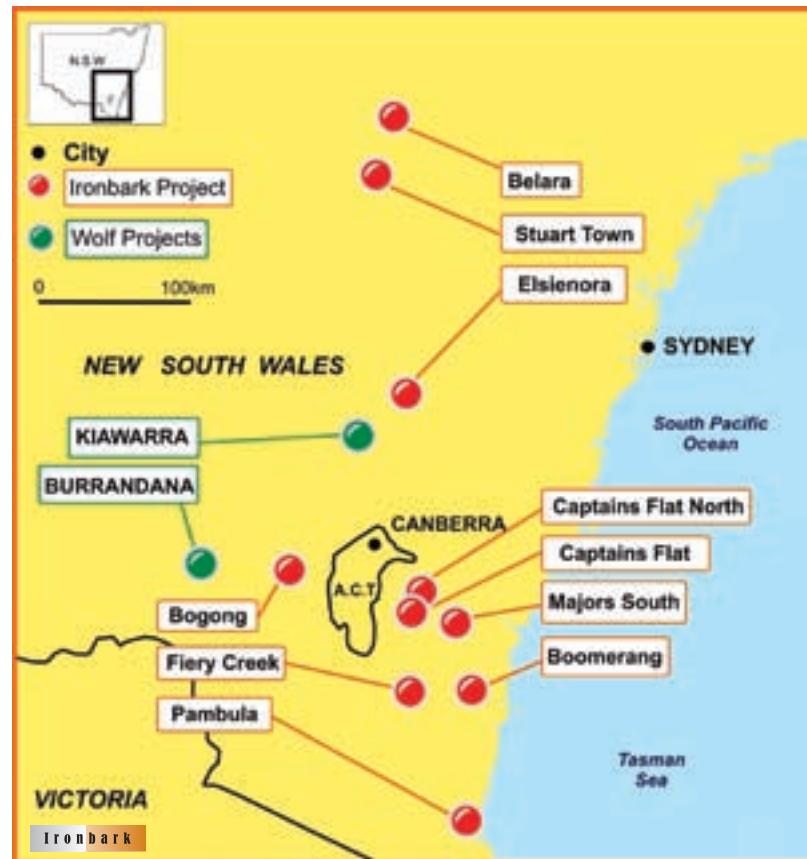 N.S.W
City
Ironbark Project
Wolf Projects
0 100km
Belara
Stuart Town
Elsienora
SYDNEY
NEW SOUTH WALES
South Pacific
Ocean
KIAWARRA
BURRANDANA
CANBERRA
A.C.T
Captains Flat North
Captains Flat
Majors South
Boomerang
Bogong
Fiery Creek
Pambula
Tasman
Sea
VICTORIA
Ironbark